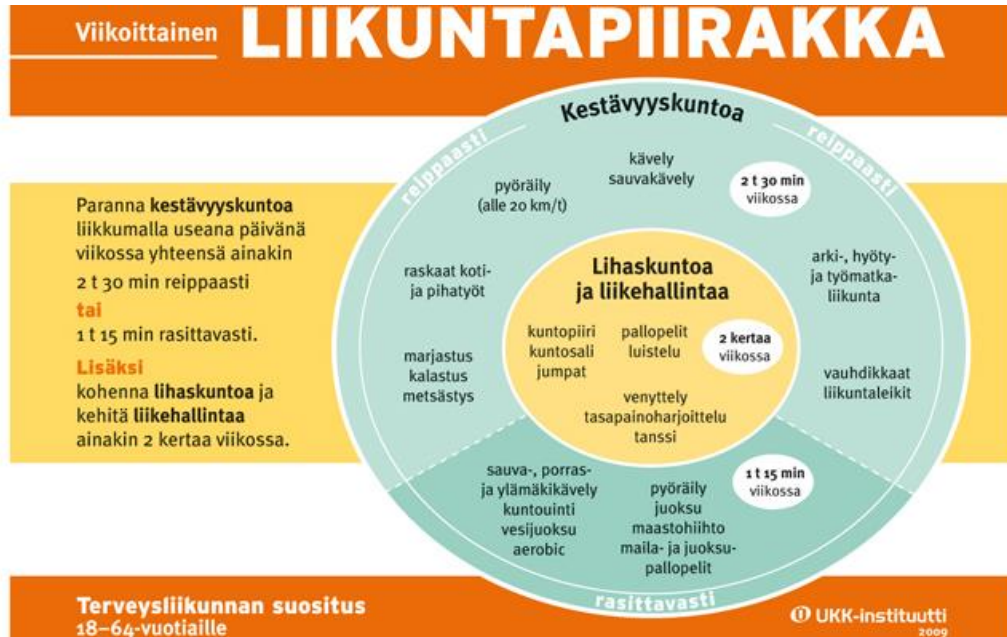 Viikoittainen LIIKUNTAPIIRAKKA
Paranna kestävyyskuntoa
liikkumalla useana päivänä
viikossa yhteensä ainakin
2 t 30 min reippaasti
tai
1 t 15 min rasittavasti.
Lisäksi
kohenna lihaskuntoa ja
kehitä liikehallintaa
ainakin 2 kertaa viikossa.
Kestävyyskuntoa
reippaasti
reippaasti
kävely
sauvakävely
2 t 30 min
viikossa
pyöräily
(alle 20 km/t)
raskaat koti-
ja pihatyöt
arki-, hyöty-
ja työmatka-
liikunta
marjastus
kalastus
metsästys
vauhdikkaat
liikuntaleikit
Lihaskuntoa
ja liikehallintaa
kuntopiiri
kuntosali
jumpat
pallopelit
luistelu
2 kertaa
viikossa
venyttely
tasapainoharjoittelu
tanssi
sauva-, porras-
ja ylämäkikävely
kuntouinti
vesijuoksu
aerobic
pyöräily
juoksu
maastohiihto
maila- ja juoksu-
pallopelit
1 t 15 min
viikossa
rasittavasti
Terveysliikunnan suositus
18–64-vuotiaille
UKK-instituutti
2009